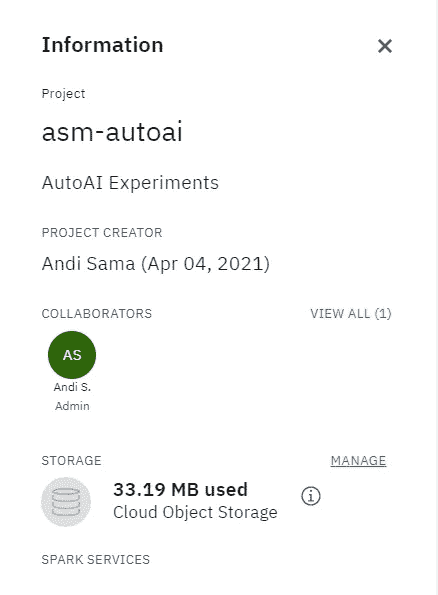 Information
Project
asm-autoai
AutoAI Experiments
PROJECT CREATOR
Andi Sama (Apr 04, 2021)
COLLABORATORS VIEW ALL (1)
AS
Andi S.
Admin
STORAGE MANAGE
33.19 MB used
Cloud Object Storage
SPARK SERVICES